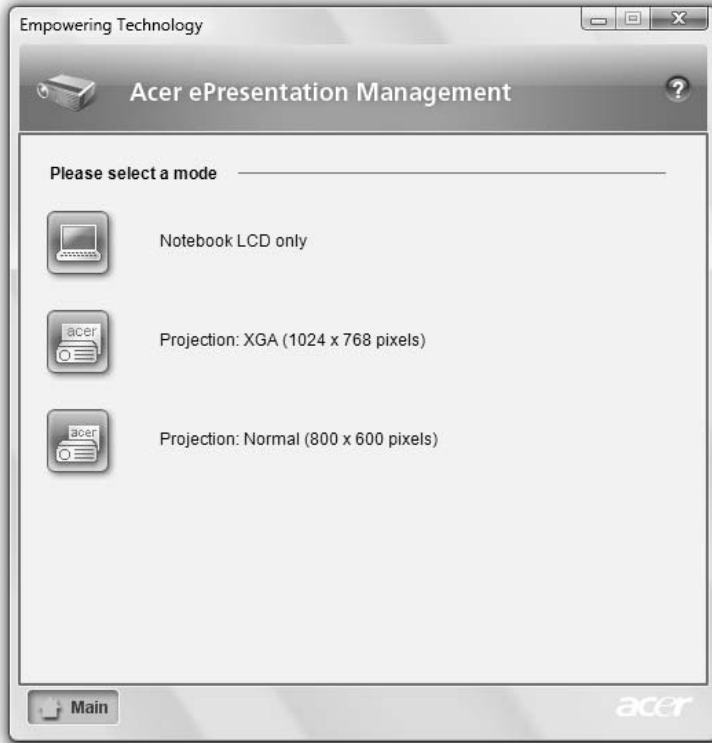 Empowering Technology
Acer ePresentation Management
?
Please select a mode
Notebook LCD only
acer
Projection: XGA (1024 x 768 pixels)
acer
Projection: Normal (800 x 600 pixels)
Main
acer